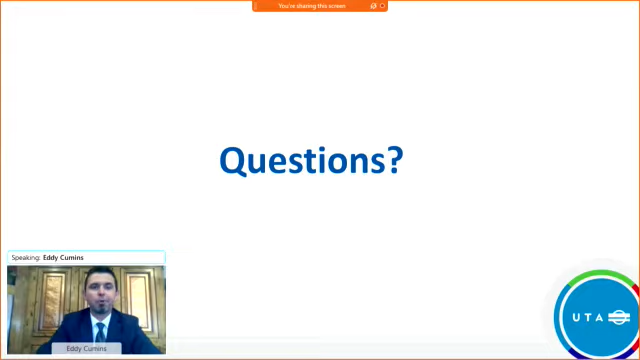 You're sharing this screen
Questions?
Speaking: Eddy Cumins
Eddy Cumins
UTA